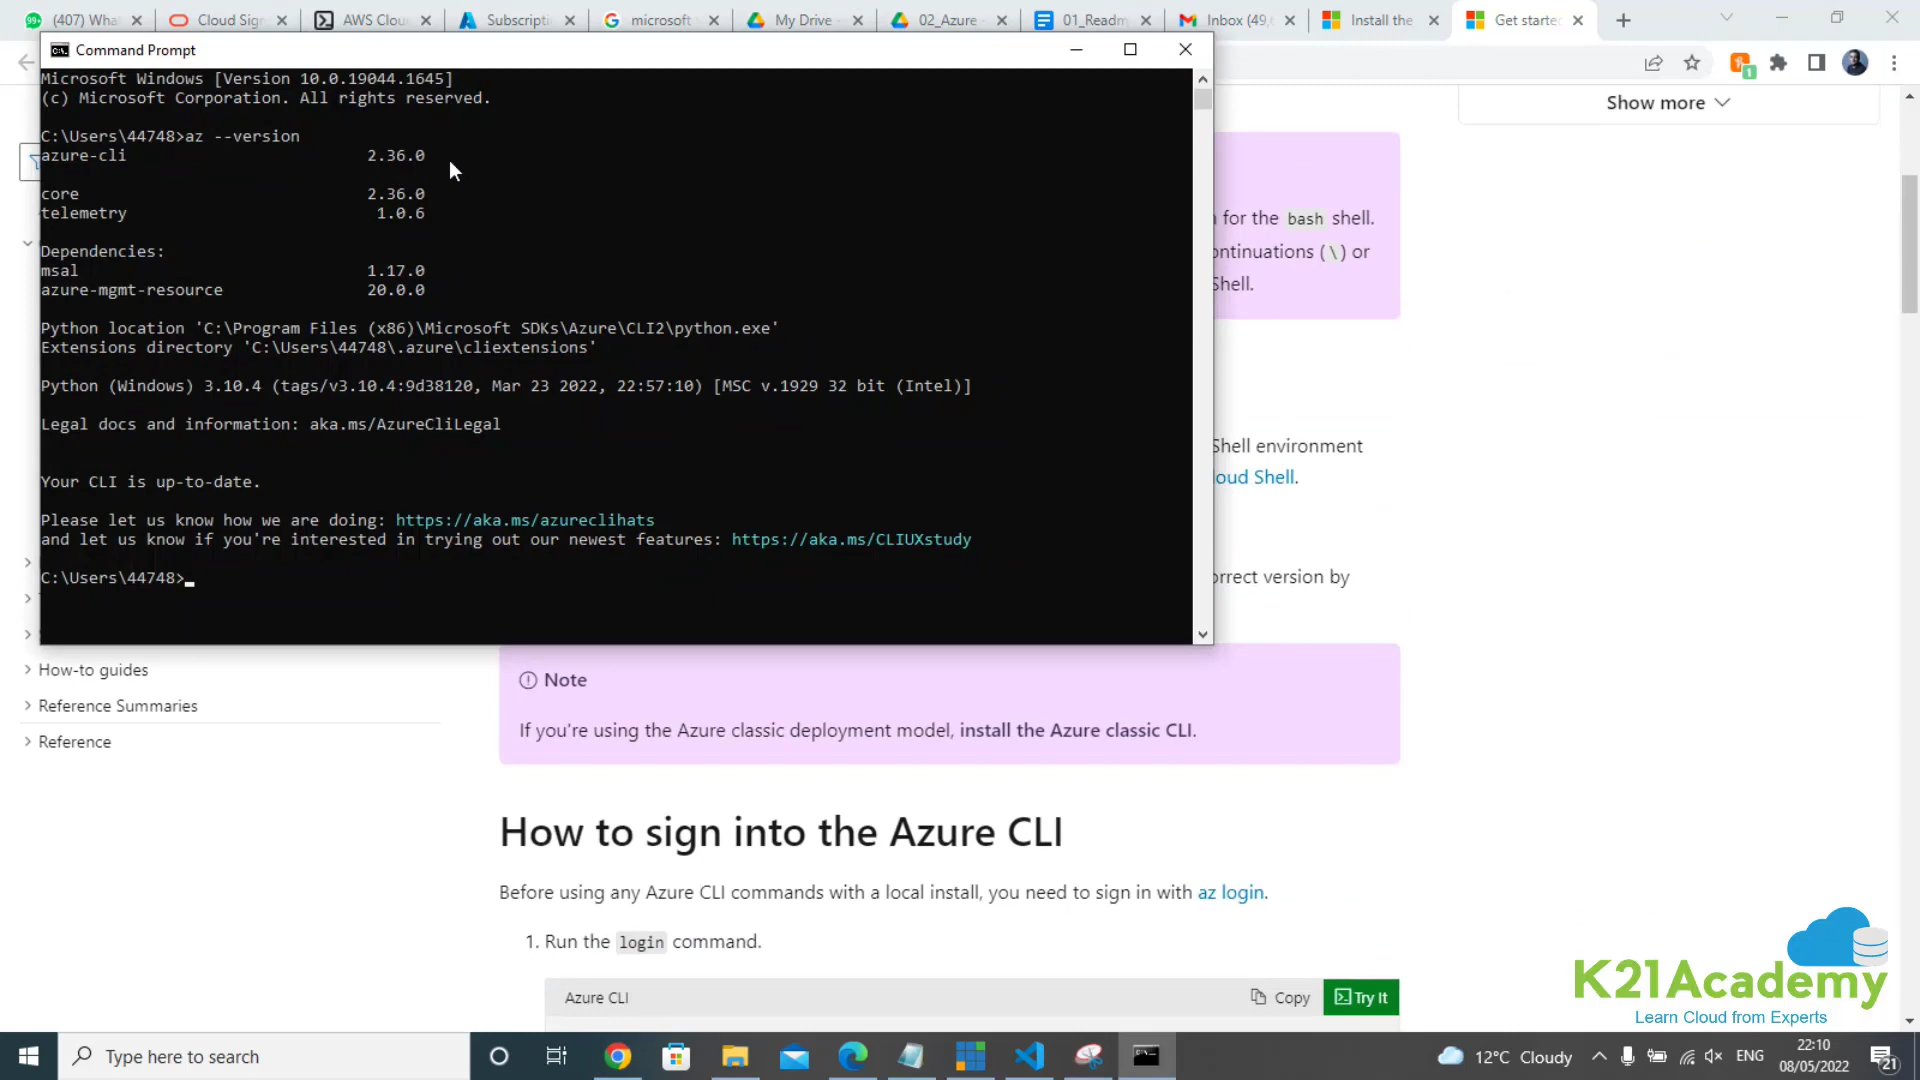 (407) What
Cloud Sig
AWS Clou
Subscripti
microsoft
My Drive -
02_Azure
01_Readm
Inbox (49,
Install the
Get starte
Command Prompt
Show more
Microsoft Windows [Version 10.0.19044.1645]
(c) Microsoft Corporation. All rights reserved.
C:\Users\44748>az --version
azure-cli 2.36.0
core 2.36.0
telemetry 1.0.6
Dependencies:
msal 1.17.0
azure-mgmt-resource 20.0.0
Python location 'C:\Program Files (x86)\Microsoft SDKs\Azure\CLI2\python.exe'
Extensions directory 'C:\Users\44748\.azure\cliextensions'
Python (Windows) 3.10.4 (tags/v3.10.4:9d38120, Mar 23 2022, 22:57:10) [MSC v.1929 32 bit (Intel)]
Legal docs and information: aka.ms/AzureCliLegal
Your CLI is up-to-date.
Please let us know how we are doing: https://aka.ms/azureclihats
and let us know if you're interested in trying out our newest features: https://aka.ms/CLIUXstudy
C:\Users\44748>_
for the bash shell.
ontinuations (\) or
Shell.
Shell environment
oud Shell.
orrect version by
How-to guides
Reference Summaries
Reference
Note
If you're using the Azure classic deployment model, install the Azure classic CLI.
How to sign into the Azure CLI
Before using any Azure CLI commands with a local install, you need to sign in with az login.
1. Run the login command.
Azure CLI
Copy
Try It
K21Academy
Learn Cloud from Experts
Type here to search
12°C Cloudy
ENG
22:10
08/05/2022
21